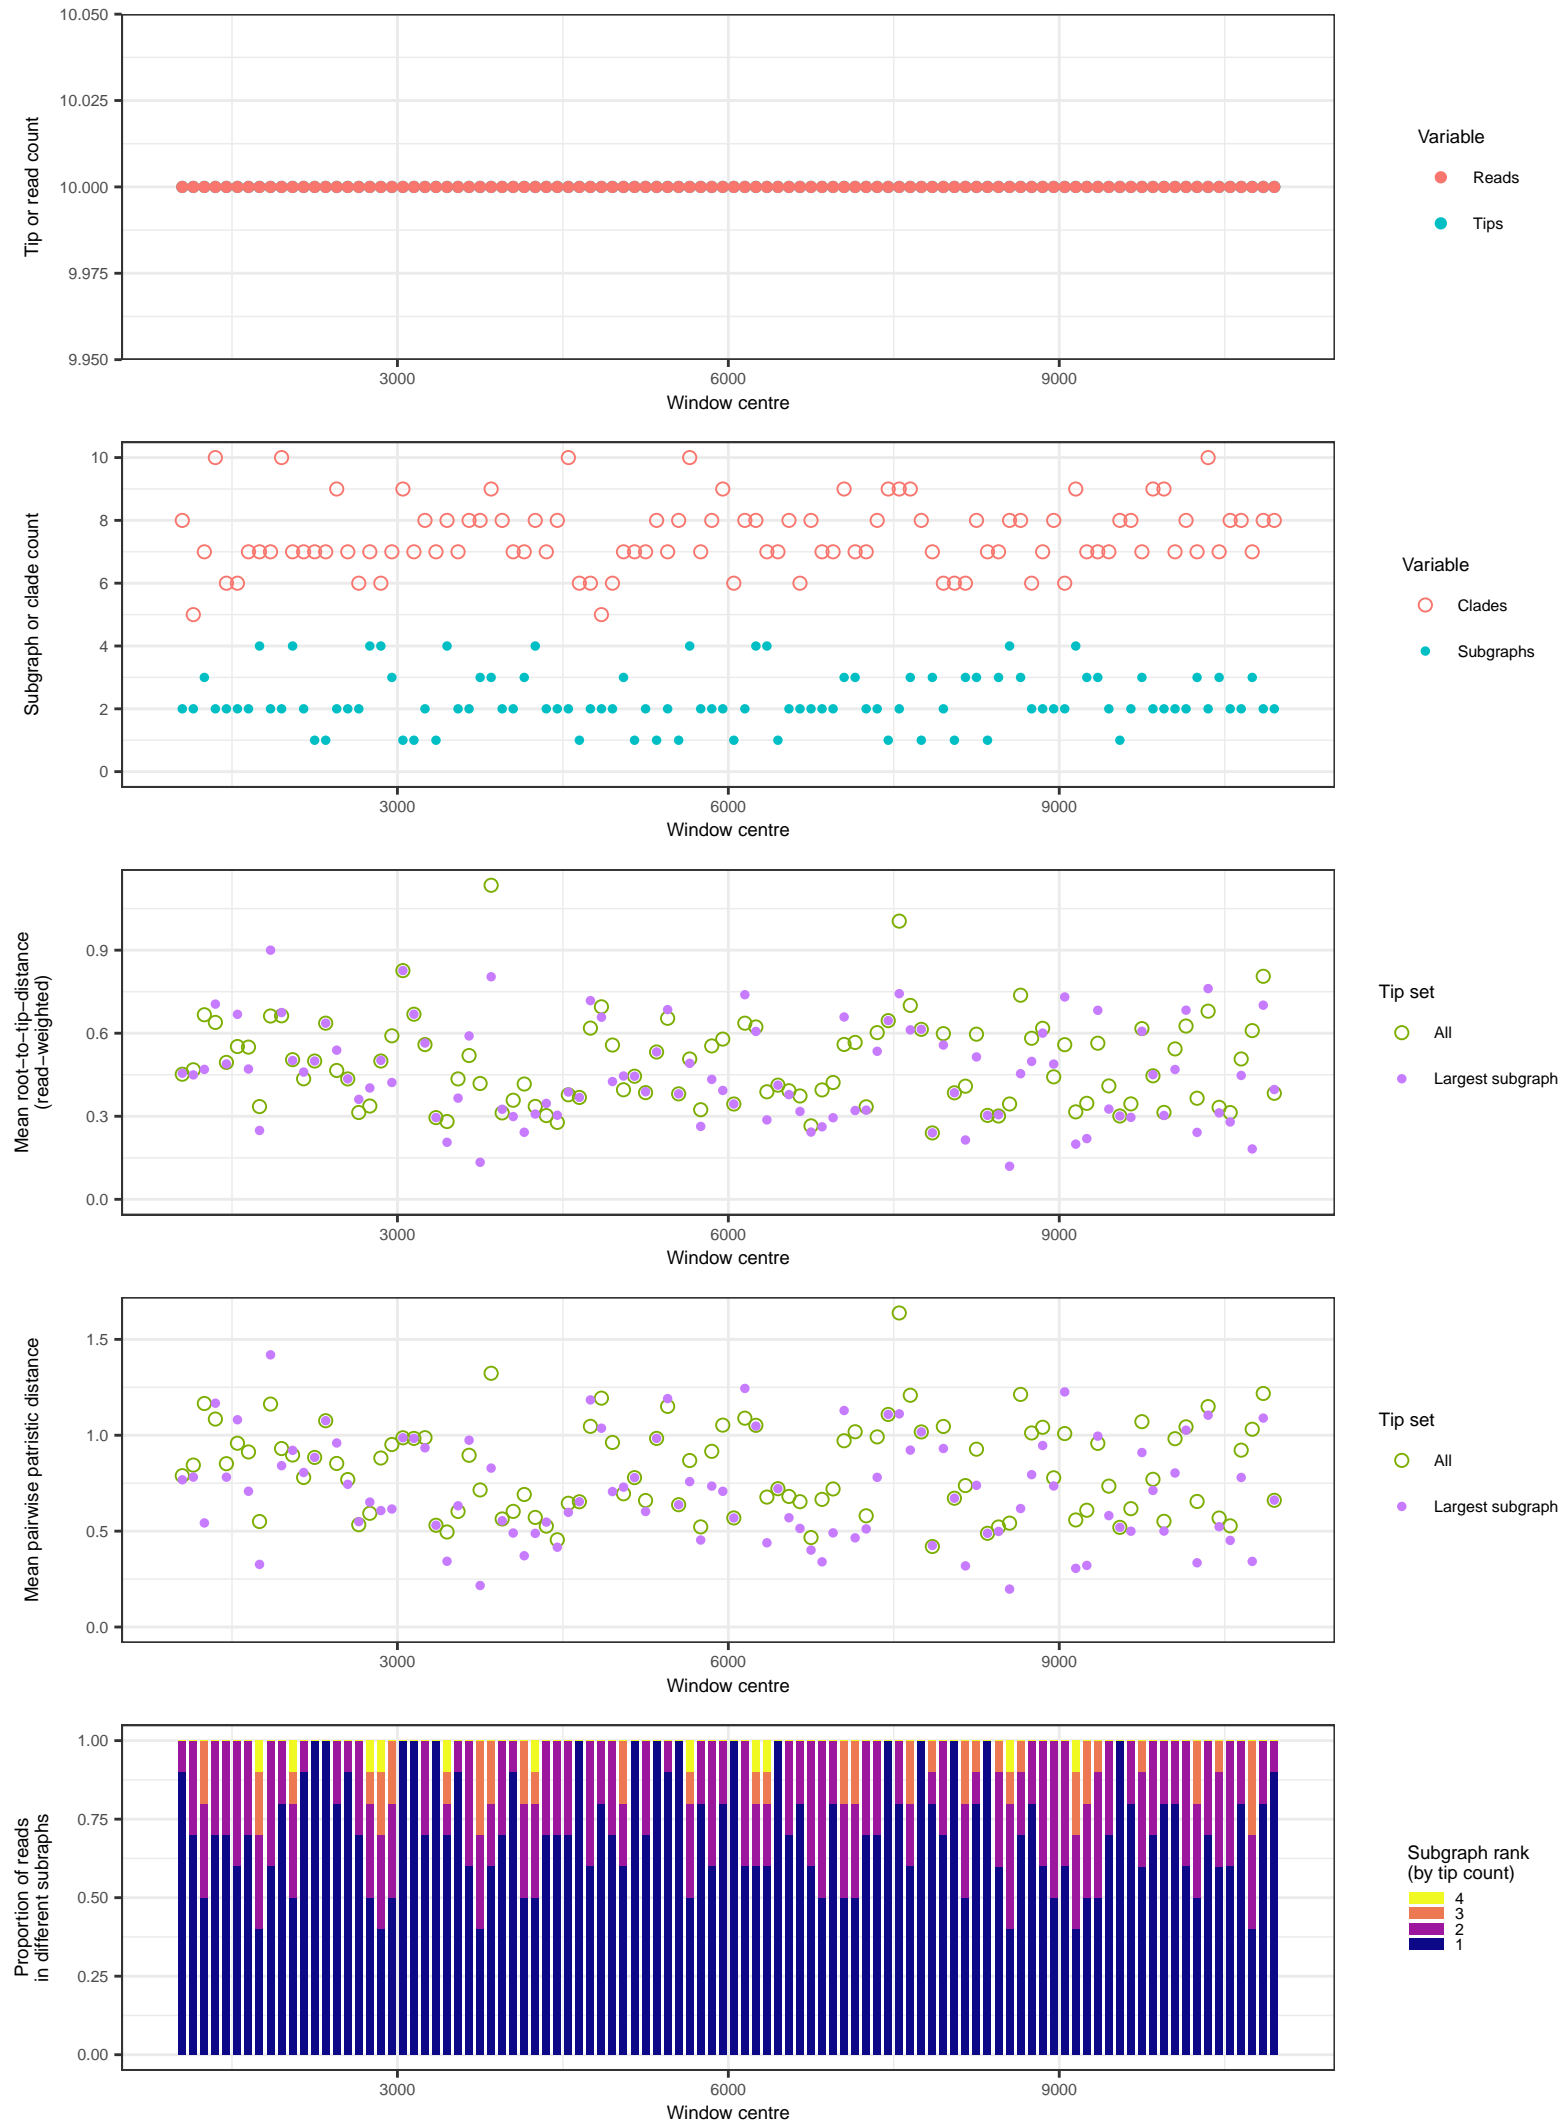 10.050
10.025
10.000
9.975
9.950
Tip or read count
3000
6000
9000
Window centre
Variable
Reads
Tips
10
8
6
4
2
0
Subgraph or clade count
3000
6000
9000
Window centre
Variable
Clades
Subgraphs
0.9
0.6
0.3
0.0
Mean root−to−tip−distance
(read−weighted)
3000
6000
9000
Window centre
Tip set
All
Largest subgraph
1.5
1.0
0.5
0.0
Mean pairwise patristic distance
3000
6000
9000
Window centre
Tip set
All
Largest subgraph
1.00
0.75
0.50
0.25
0.00
Proportion of reads
in different subraphs
3000
6000
9000
Window centre
Subgraph rank
(by tip count)
4
3
2
1